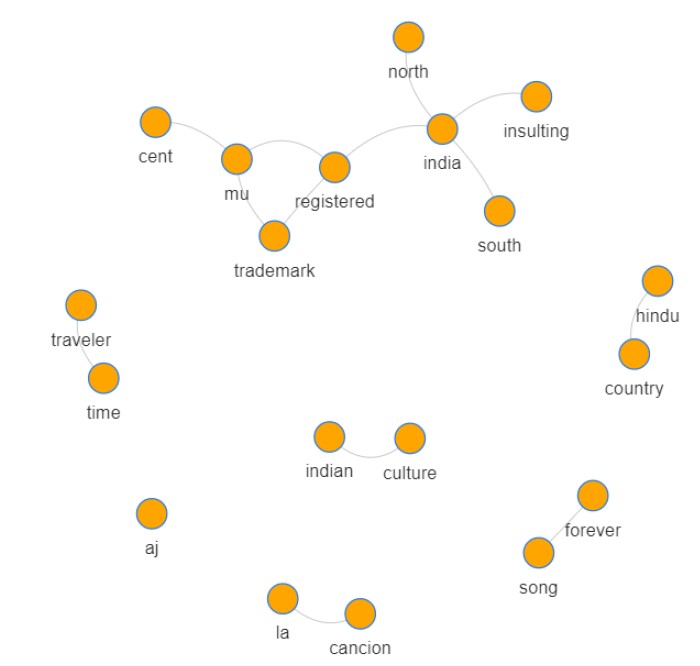 north
insulting
cent
india
mu
registered
south
trademark
hindu
traveler
country
time
indian
culture
forever
aj
song
la
cancion